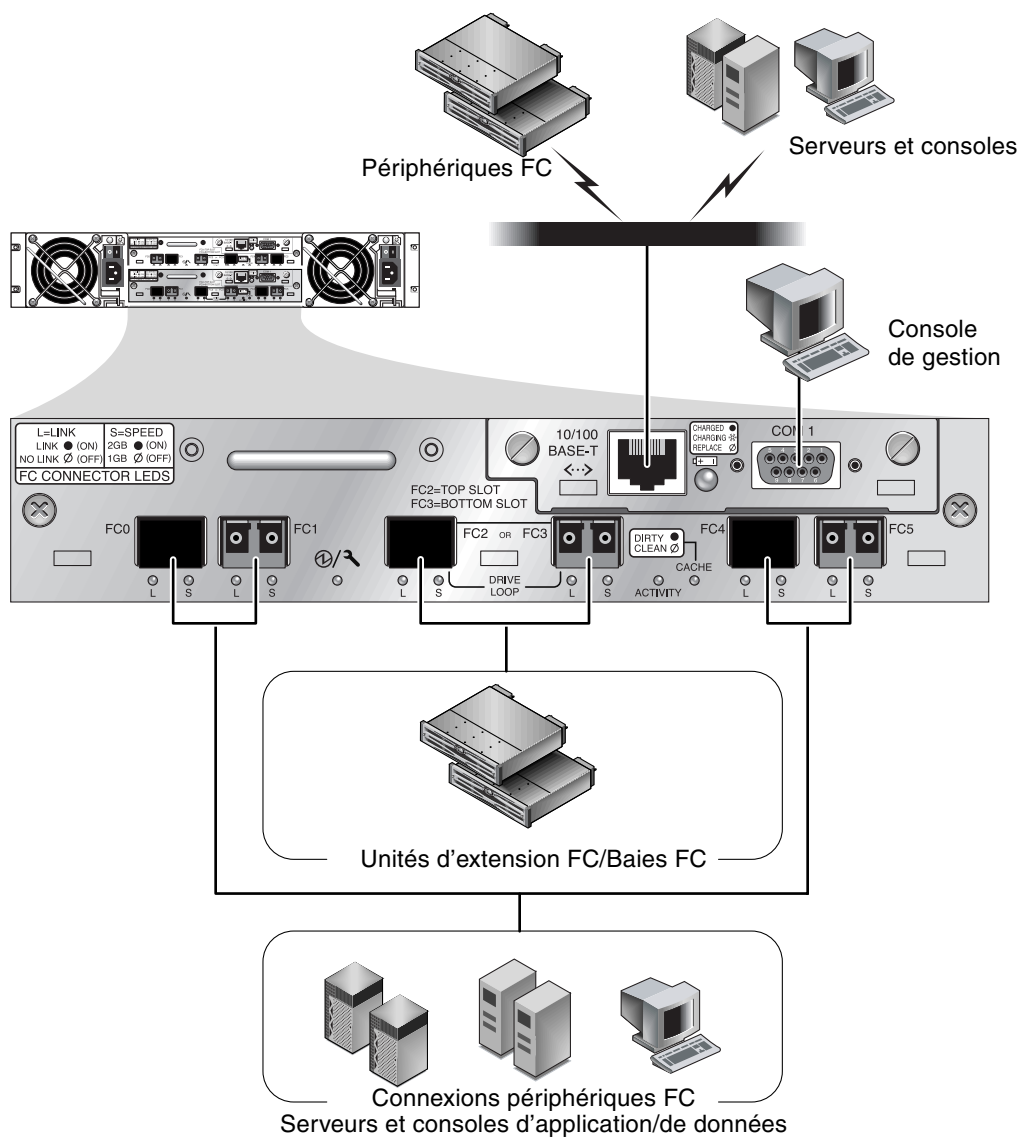 Périphériques FC
Serveurs et consoles
Console
de gestion
L=LINK
LINK ● (ON)
NO LINK Ø (OFF)
S=SPEED
2GB ● (ON)
1GB Ø (OFF)
FC CONNECTOR LEDS
10/100
BASE-T
<··>
CHARGED ●
CHARGING
REPLACE Ø
+ -
COM 1
FC2=TOP SLOT
FC3=BOTTOM SLOT
FC0
FC1
FC2 OR FC3
DIRTY ●
CLEAN Ø
CACHE
FC4
FC5
L S L S L S DRIVE LOOP L S ACTIVITY L S L S
Unités d'extension FC/Baies FC
Connexions périphériques FC
Serveurs et consoles d'application/de données